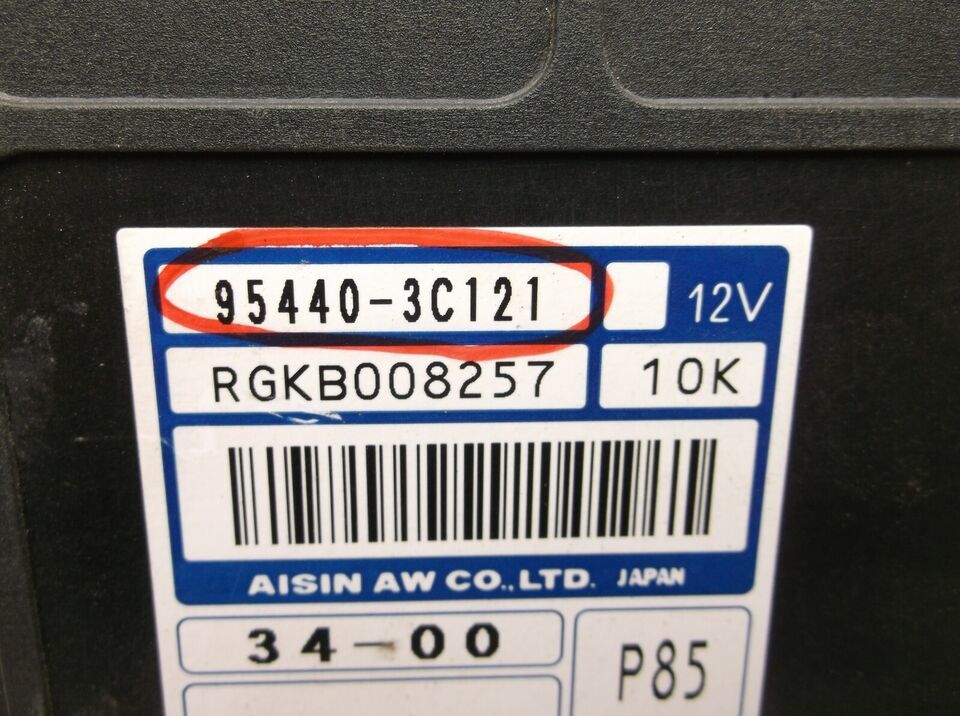 95440-3C121 12V
RGKB008257 10K
AISIN AW CO.,LTD. JAPAN
34-00
P85